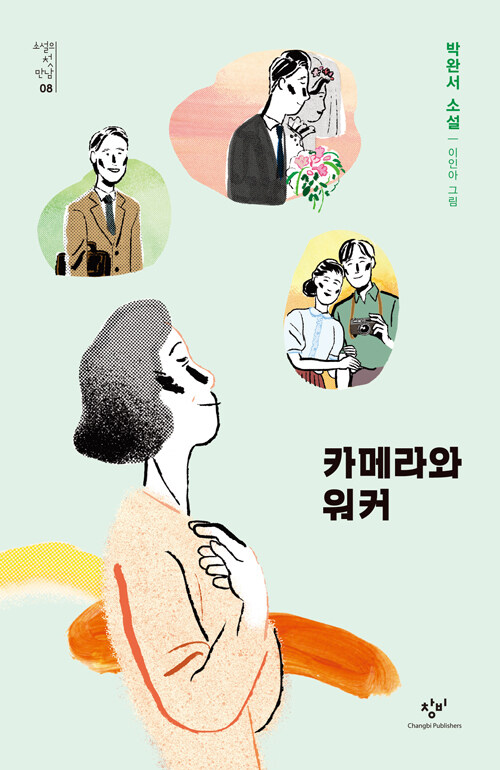 소설의
첫
만남
08
박완서 소설 — 이인아 그림
카메라와
워커
창비
Changbi Publishers